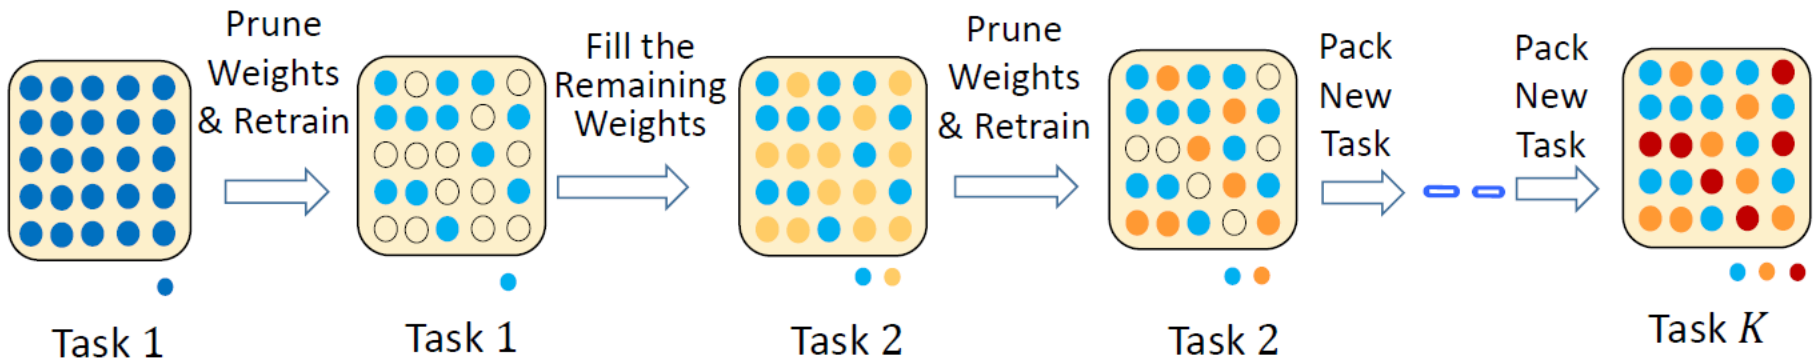 Prune
Weights
& Retrain
Fill the
Remaining
Weights
Prune
Weights
& Retrain
Pack
New
Task
Pack
New
Task
Task 1
Task 1
Task 2
Task 2
Task K